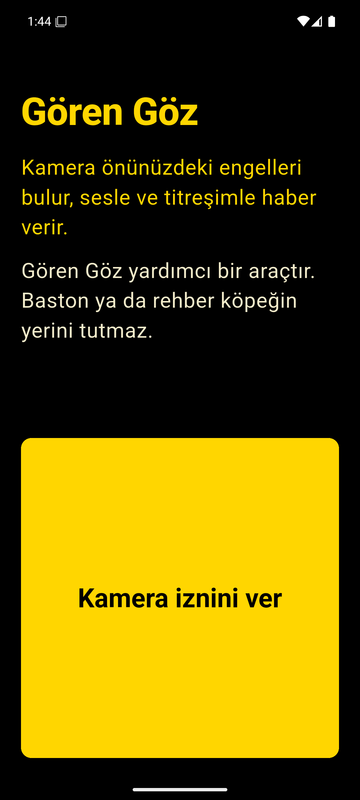 1:44
Gören Göz
Kamera önünüzdeki engelleri
bulur, sesle ve titreşimle haber
verir.
Gören Göz yardımcı bir araçtır.
Baston ya da rehber köpeğin
yerini tutmaz.
Kamera iznini ver